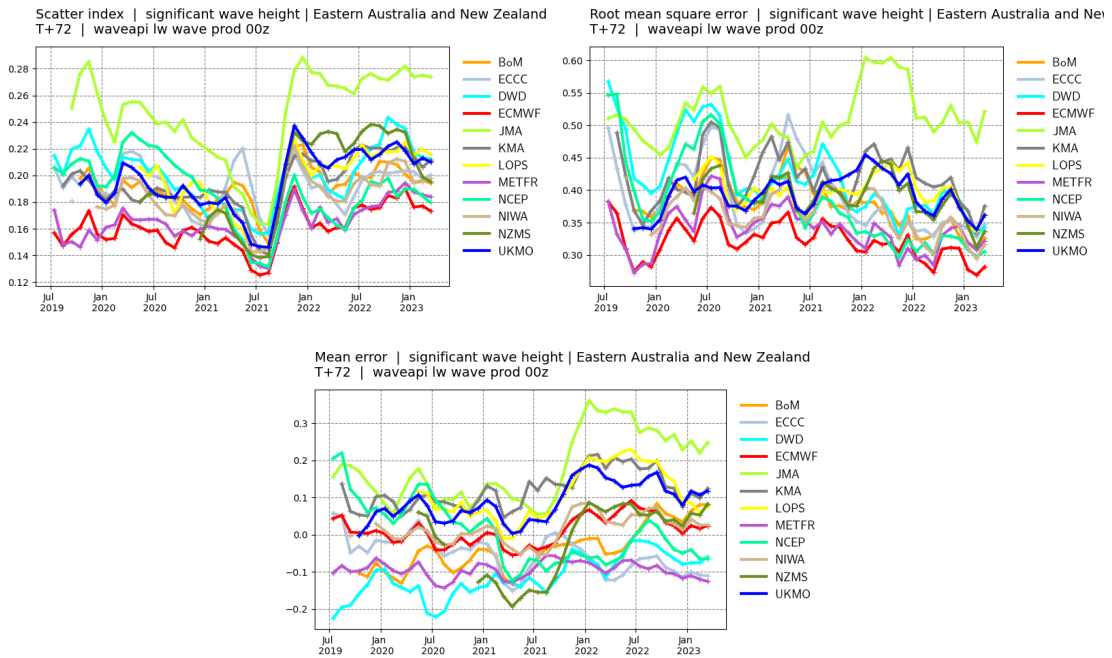 Scatter index  |  significant wave height | Eastern Australia and New Zealand
T+72  |  waveapi lw wave prod 00z
0.28
0.26
0.24
0.22
0.20
0.18
0.16
0.14
0.12
Jul 2019
Jan 2020
Jul 2020
Jan 2021
Jul 2021
Jan 2022
Jul 2022
Jan 2023
BoM
ECCC
DWD
ECMWF
JMA
KMA
LOPS
METFR
NCEP
NIWA
NZMS
UKMO
Root mean square error  |  significant wave height | Eastern Australia and Ne
T+72  |  waveapi lw wave prod 00z
0.60
0.55
0.50
0.45
0.40
0.35
0.30
Jul 2019
Jan 2020
Jul 2020
Jan 2021
Jul 2021
Jan 2022
Jul 2022
Jan 2023
BoM
ECCC
DWD
ECMWF
JMA
KMA
LOPS
METFR
NCEP
NIWA
NZMS
UKMO
Mean error  |  significant wave height | Eastern Australia and New Zealand
T+72  |  waveapi lw wave prod 00z
0.3
0.2
0.1
0.0
−0.1
−0.2
Jul 2019
Jan 2020
Jul 2020
Jan 2021
Jul 2021
Jan 2022
Jul 2022
Jan 2023
BoM
ECCC
DWD
ECMWF
JMA
KMA
LOPS
METFR
NCEP
NIWA
NZMS
UKMO